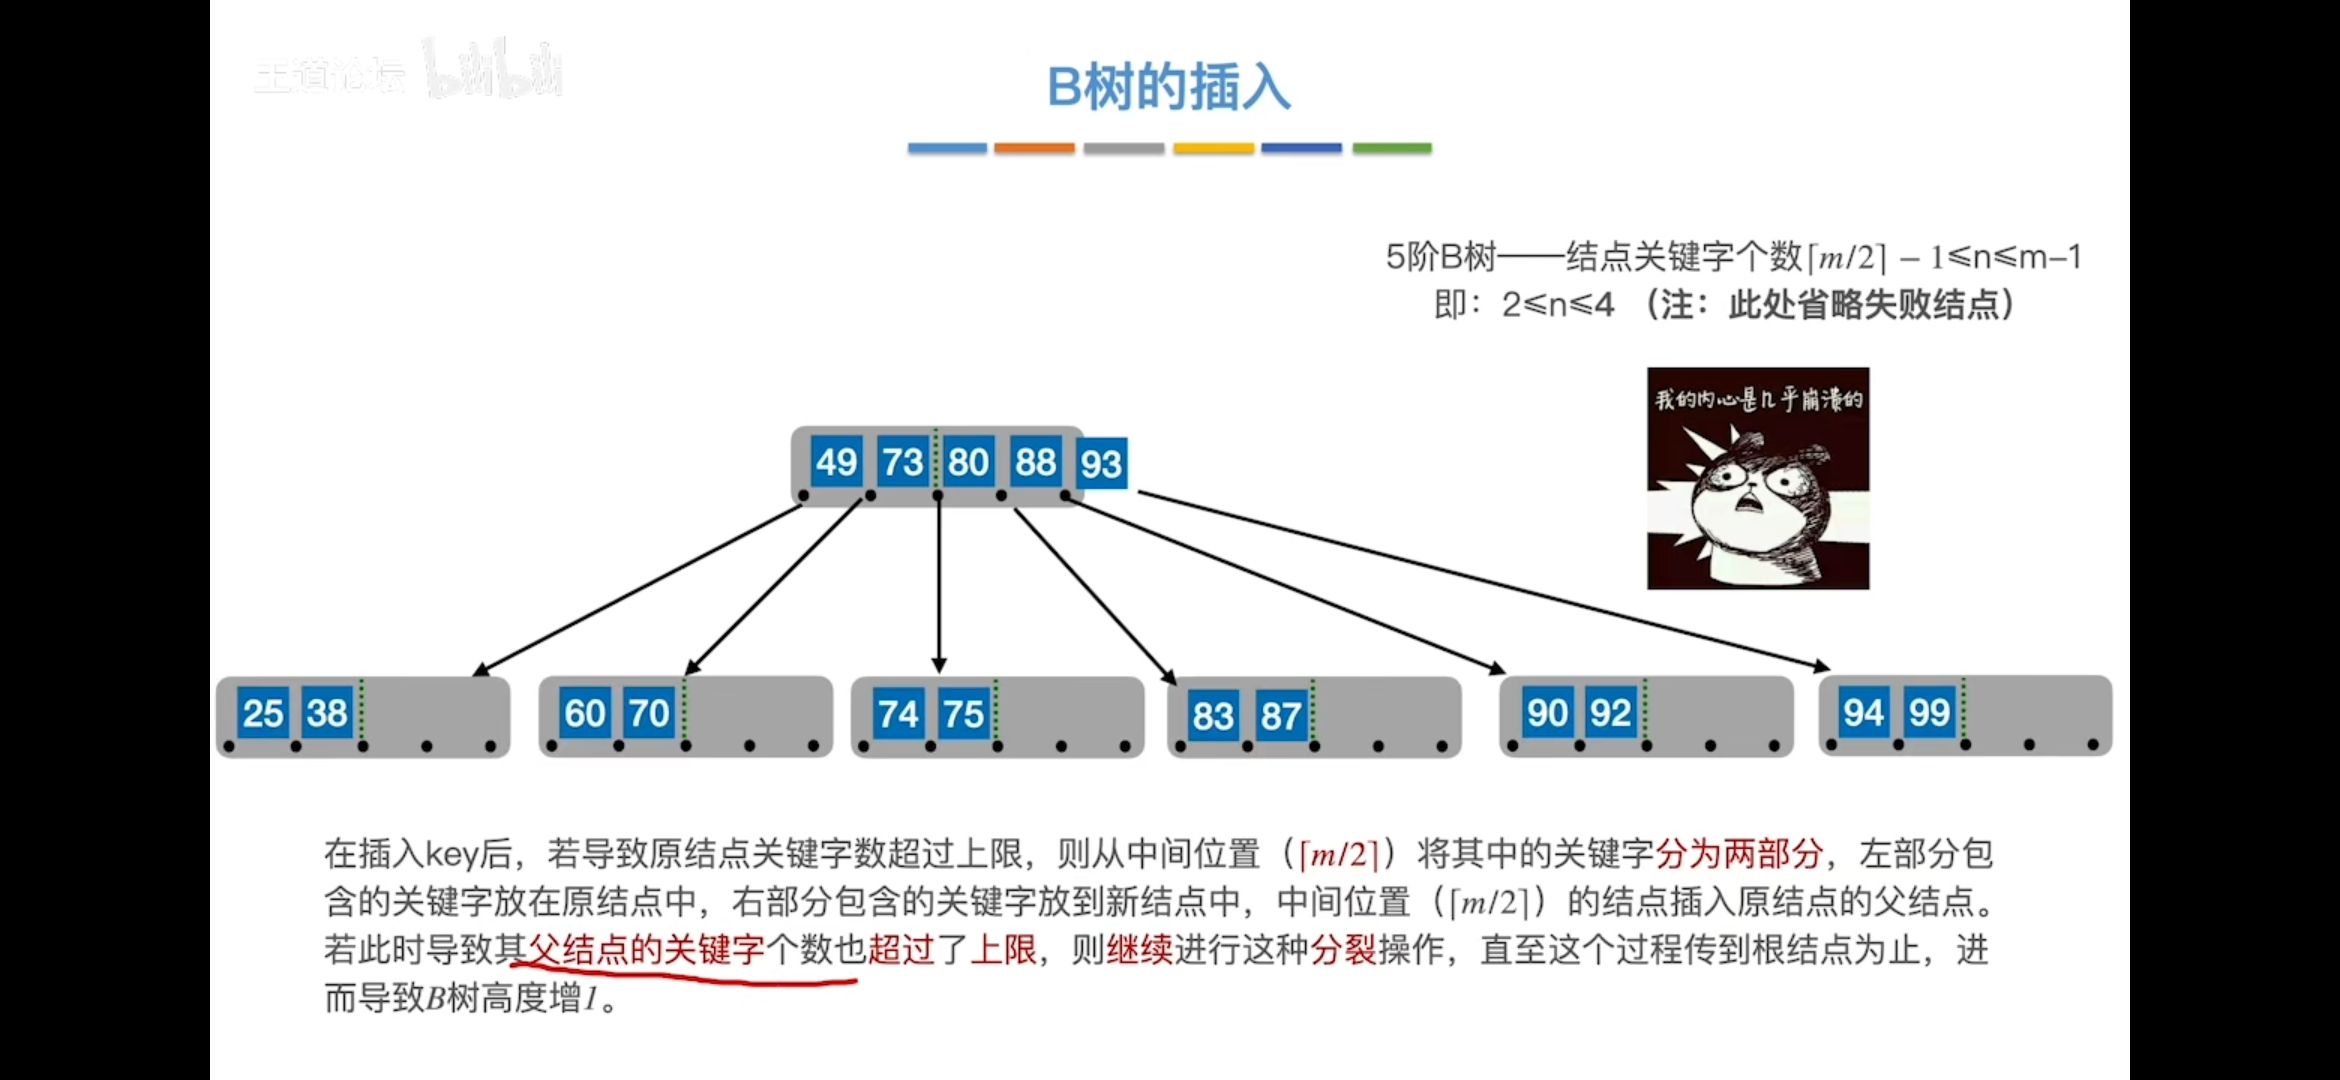 王道论坛 bilibili
B树的插入
5阶B树——结点关键字个数⌈m/2⌉ – 1≤n≤m–1
即：2≤n≤4 （注：此处省略失败结点）
我的内心是几乎崩溃的
49 73 80 88 93
25 38 60 70 74 75 83 87 90 92 94 99
在插入key后，若导致原结点关键字数超过上限，则从中间位置（⌈m/2⌉）将其中的关键字分为两部分，左部分包
含的关键字放在原结点中，右部分包含的关键字放到新结点中，中间位置（⌈m/2⌉）的结点插入原结点的父结点。
若此时导致其父结点的关键字个数也超过了上限，则继续进行这种分裂操作，直至这个过程传到根结点为止，进
而导致B树高度增1。